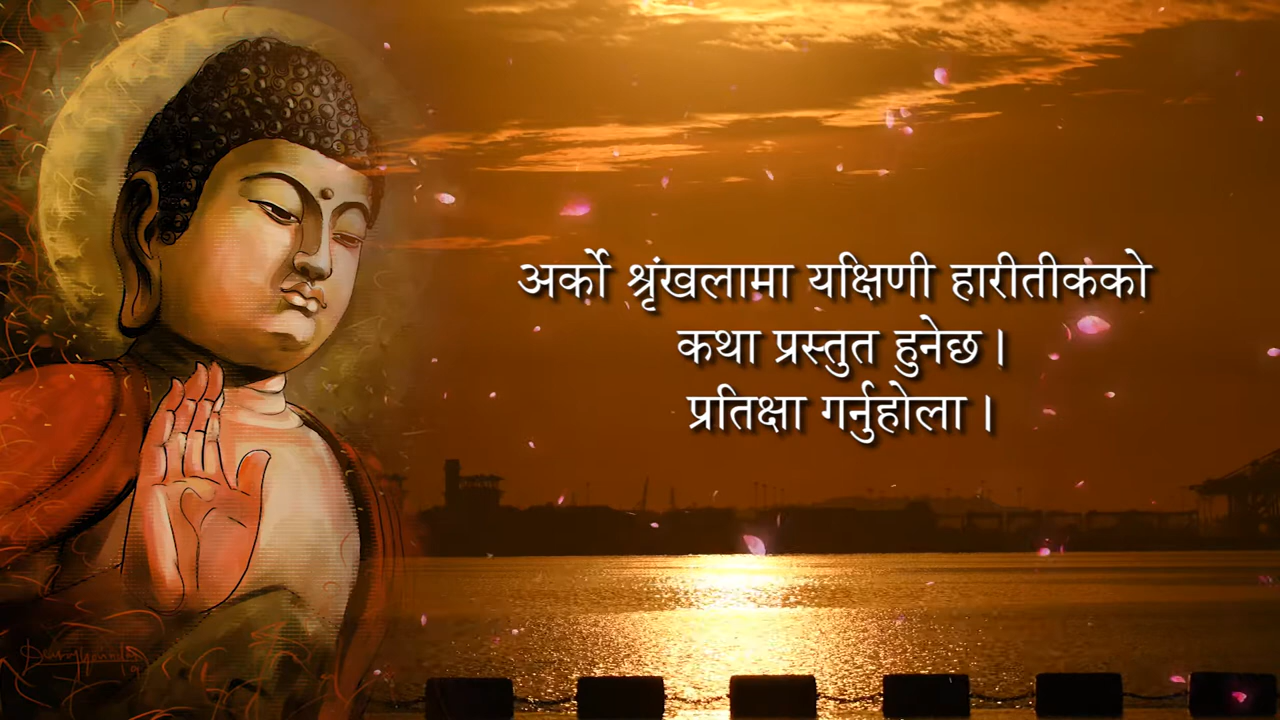 अर्को श्रृंखलामा यक्षिणी हारीतीकको
कथा प्रस्तुत हुनेछ।
प्रतिक्षा गर्नुहोला।